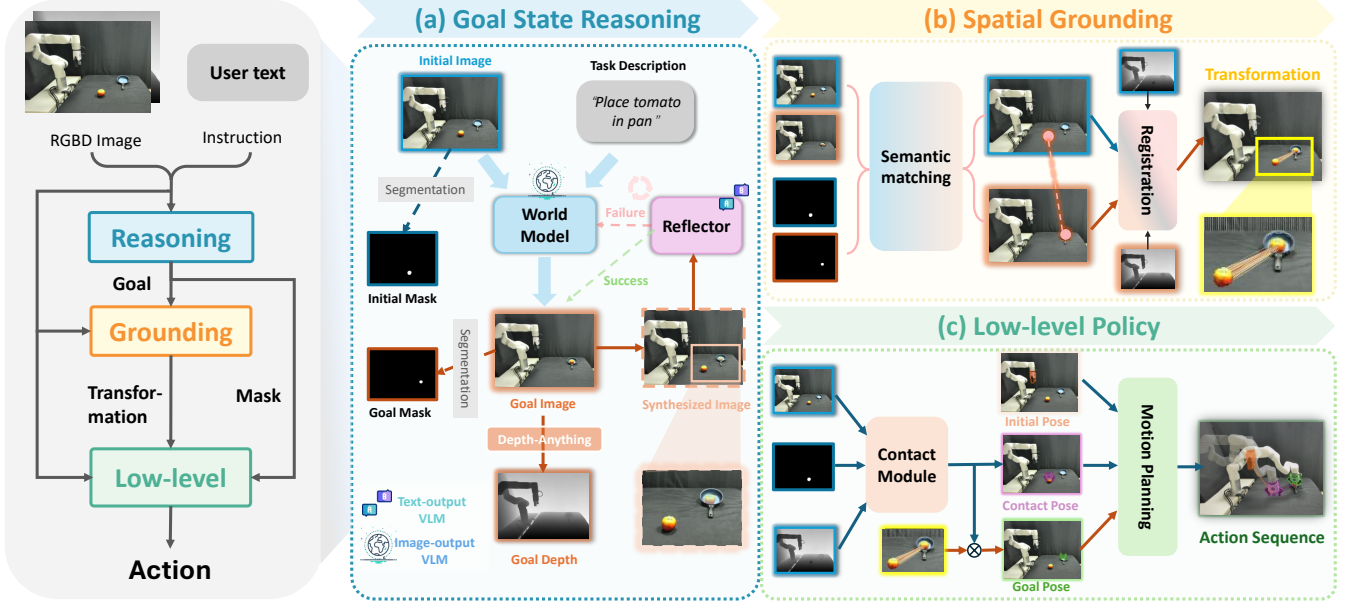 User text
RGBD Image
Instruction
Reasoning
Goal
Grounding
Transfor-
mation
Mask
Low-level
Action
(a) Goal State Reasoning
Initial Image
Task Description
“Place tomato
in pan”
Segmentation
World
Model
Failure
Reflector
A
B
Initial Mask
Success
Segmentation
Goal Mask
Goal Image
Synthesized Image
Depth-Anything
Goal Depth
Text-output
VLM
Image-output
VLM
(b) Spatial Grounding
Semantic
matching
Registration
Transformation
(c) Low-level Policy
Contact
Module
Initial Pose
Contact Pose
Goal Pose
Motion Planning
Action Sequence